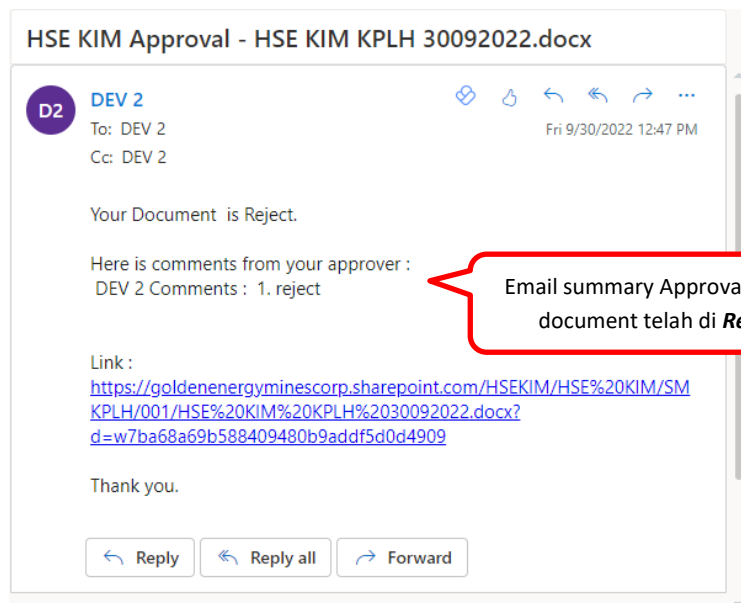 HSE KIM Approval - HSE KIM KPLH 30092022.docx
D2
DEV 2
To: DEV 2
Fri 9/30/2022 12:47 PM
Cc: DEV 2
Your Document  is Reject.
Here is comments from your approver :
DEV 2 Comments :  1. reject
Email summary
document telah di
Link :
https://goldenenergyminescorp.sharepoint.com/HSEKIM/HSE%20KIM/SM
KPLH/001/HSE%20KIM%20KPLH%2030092022.docx?
d=w7ba68a69b588409480b9addf5d0d4909
Thank you.
Reply
Reply all
Forward